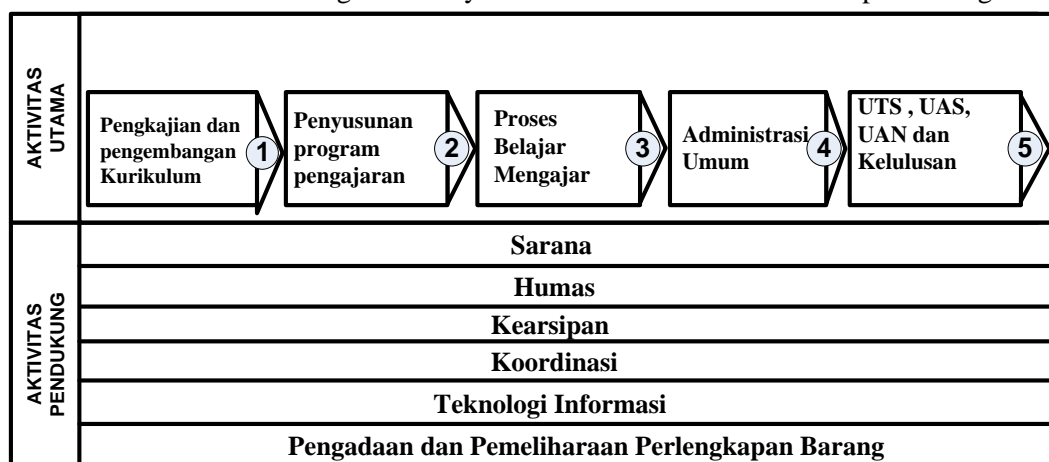 AKTIVITAS
UTAMA
Pengkajian dan
pengembangan
Kurikulum
1
Penyusunan
program
pengajaran
2
Proses
Belajar
Mengajar
3
Administrasi
Umum
4
UTS , UAS,
UAN dan
Kelulusan
5
AKTIVITAS
PENDUKUNG
Sarana
Humas
Kearsipan
Koordinasi
Teknologi Informasi
Pengadaan dan Pemeliharaan Perlengkapan Barang